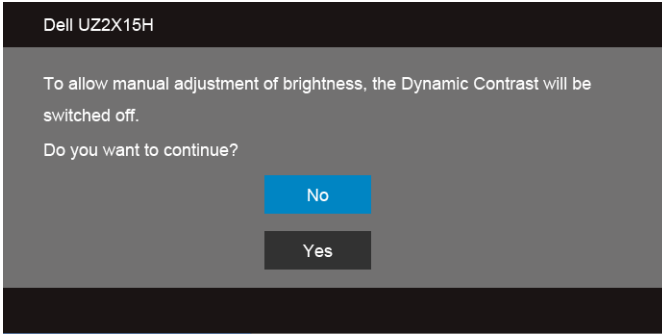 Dell UZ2X15H
To allow manual adjustment of brightness, the Dynamic Contrast will be
switched off.
Do you want to continue?
No
Yes